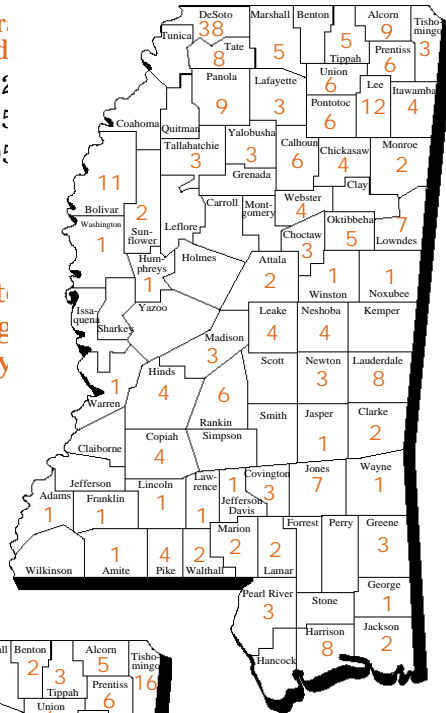 DeSoto
38
Marshall
5
Benton
Tippah
5
Alcorn
9
Tisho-
mingo
3
Tunica
Tate
8
Prentiss
6
Union
6
Panola
9
Lafayette
3
Pontotoc
6
Lee
12
Itawamba
4
Coahoma
Quitman
Tallahatchie
3
Yalobusha
3
Calhoun
6
Chickasaw
4
Monroe
2
Grenada
Clay
11
Bolivar
2
Sun-
flower
Leflore
Carroll
Mont-
gomery
Webster
4
Oktibbeha
5
7
Lowndes
Washington
1
Choctaw
3
Hum-
phreys
1
Holmes
Attala
2
1
Winston
1
Noxubee
Issa-
quena
Sharkey
Yazoo
Leake
4
Neshoba
4
Kemper
Madison
3
Hinds
4
6
Rankin
Scott
Newton
3
Lauderdale
8
1
Warren
Smith
Jasper
1
Clarke
2
Claiborne
Copiah
4
Simpson
Jefferson
Lincoln
1
Law-
rence
1
1
Jefferson
Davis
Covington
3
Jones
7
Wayne
1
Adams
1
Franklin
1
Wilkinson
1
Amite
4
Pike
2
Walthall
Marion
2
2
Lamar
Forrest
Perry
Greene
3
Pearl River
3
Stone
George
1
Hancock
Harrison
8
Jackson
2
Benton
2
Tippah
3
Alcorn
5
Tisho-
mingo
16
Prentiss
6
Union